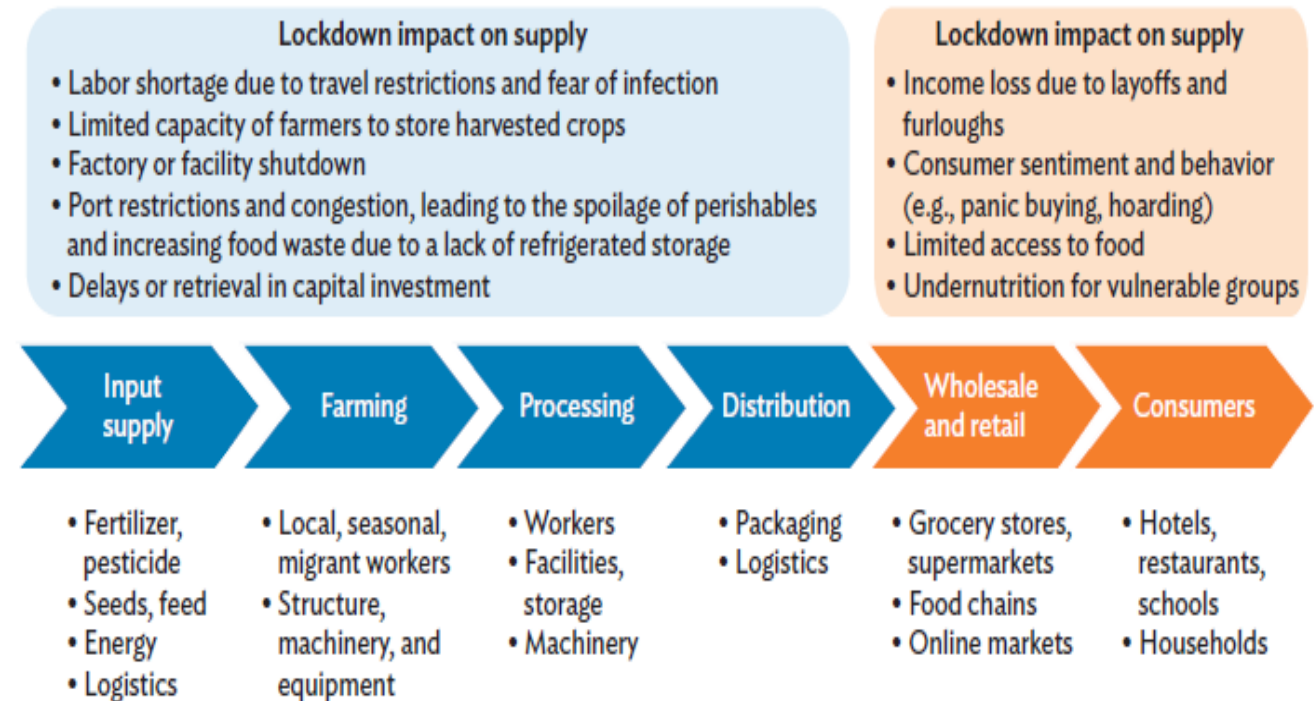 Lockdown impact on supply
• Labor shortage due to travel restrictions and fear of infection
• Limited capacity of farmers to store harvested crops
• Factory or facility shutdown
• Port restrictions and congestion, leading to the spoilage of perishables
and increasing food waste due to a lack of refrigerated storage
• Delays or retrieval in capital investment
Lockdown impact on supply
• Income loss due to layoffs and
furloughs
• Consumer sentiment and behavior
(e.g., panic buying, hoarding)
• Limited access to food
• Undernutrition for vulnerable groups
Input
supply
Farming
Processing
Distribution
Wholesale
and retail
Consumers
• Fertilizer,
pesticide
• Seeds, feed
• Energy
• Logistics
• Local, seasonal,
migrant workers
• Structure,
machinery, and
equipment
• Workers
• Facilities,
storage
• Machinery
• Packaging
• Logistics
• Grocery stores,
supermarkets
• Food chains
• Online markets
• Hotels,
restaurants,
schools
• Households